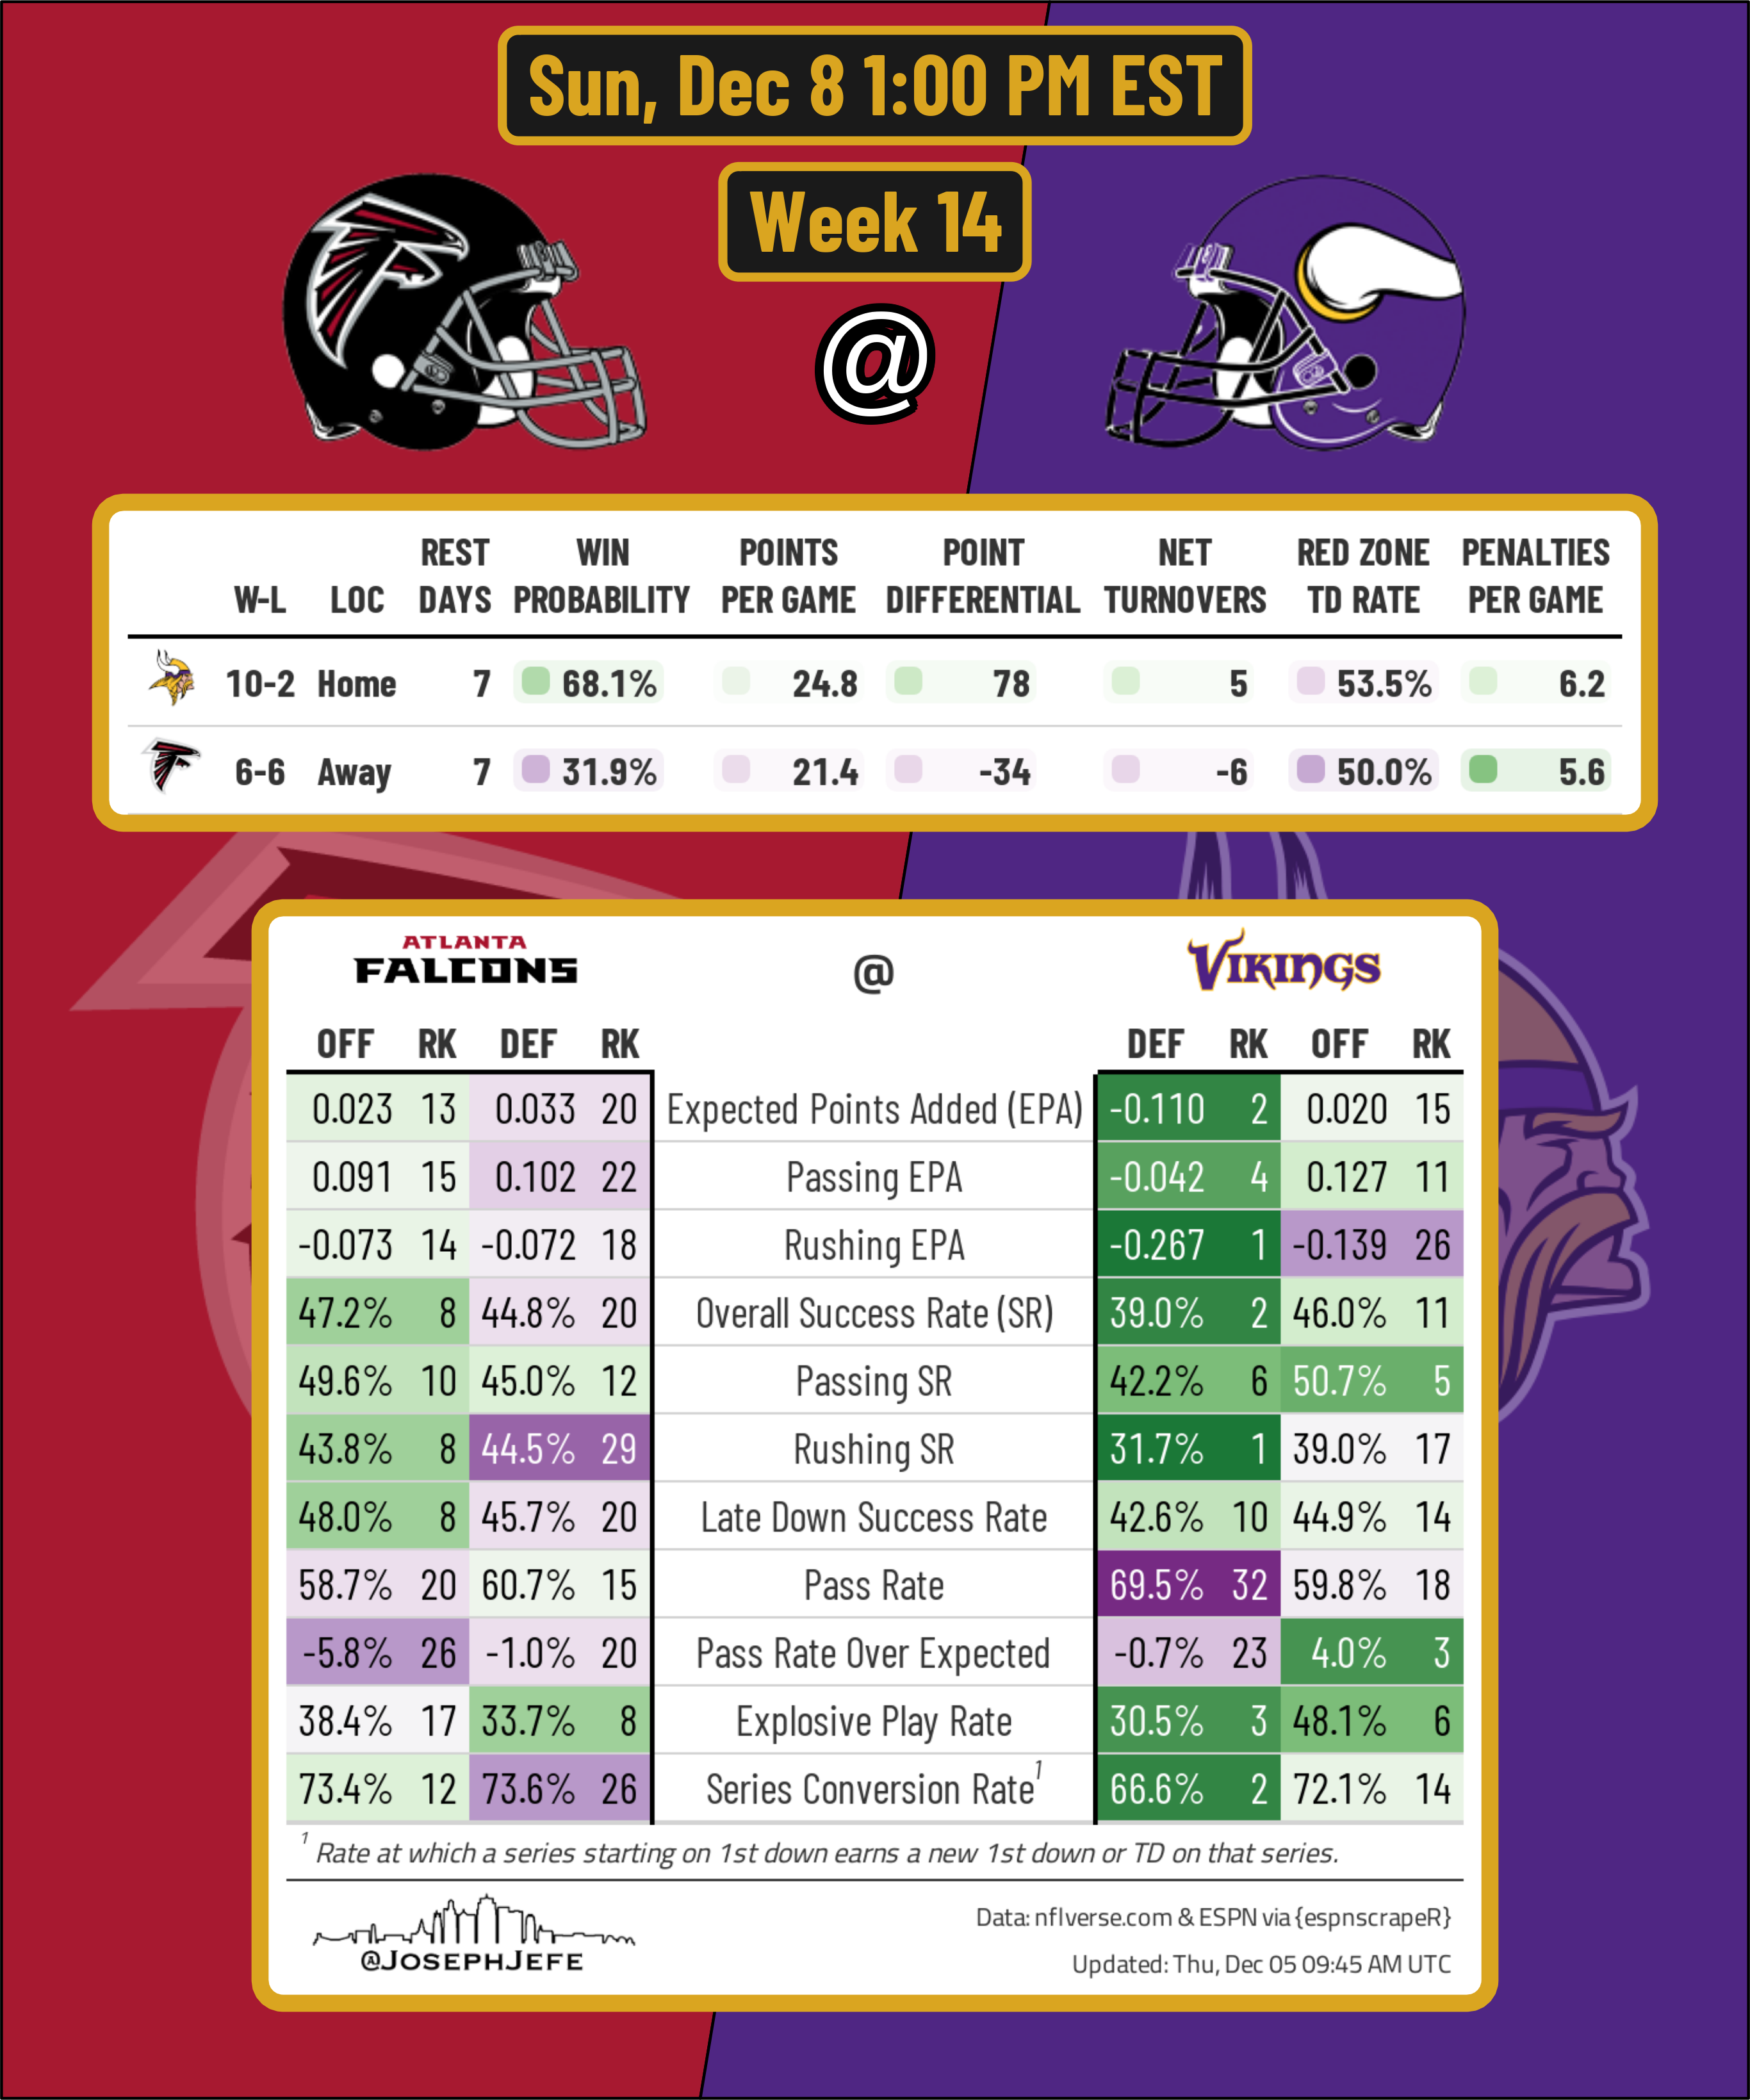 Sun, Dec 8 1:00 PM EST
Week 14
@
REST WIN POINTS POINT NET RED ZONE PENALTIES
W-L LOC DAYS PROBABILITY PER GAME DIFFERENTIAL TURNOVERS TD RATE PER GAME
10-2 Home 7 68.1% 24.8 78 5 53.5% 6.2
6-6 Away 7 31.9% 21.4 -34 -6 50.0% 5.6
ATLANTA
FALCONS @ VIKINGS
OFF RK DEF RK DEF RK OFF RK
0.023 13 0.033 20 Expected Points Added (EPA) -0.110 2 0.020 15
0.091 15 0.102 22 Passing EPA -0.042 4 0.127 11
-0.073 14 -0.072 18 Rushing EPA -0.267 1 -0.139 26
47.2% 8 44.8% 20 Overall Success Rate (SR) 39.0% 2 46.0% 11
49.6% 10 45.0% 12 Passing SR 42.2% 6 50.7% 5
43.8% 8 44.5% 29 Rushing SR 31.7% 1 39.0% 17
48.0% 8 45.7% 20 Late Down Success Rate 42.6% 10 44.9% 14
58.7% 20 60.7% 15 Pass Rate 69.5% 32 59.8% 18
-5.8% 26 -1.0% 20 Pass Rate Over Expected -0.7% 23 4.0% 3
38.4% 17 33.7% 8 Explosive Play Rate 30.5% 3 48.1% 6
73.4% 12 73.6% 26 Series Conversion Rate¹ 66.6% 2 72.1% 14
¹ Rate at which a series starting on 1st down earns a new 1st down or TD on that series.
@JOSEPHJEFE
Data: nflverse.com & ESPN via {espnscrapeR}
Updated: Thu, Dec 05 09:45 AM UTC